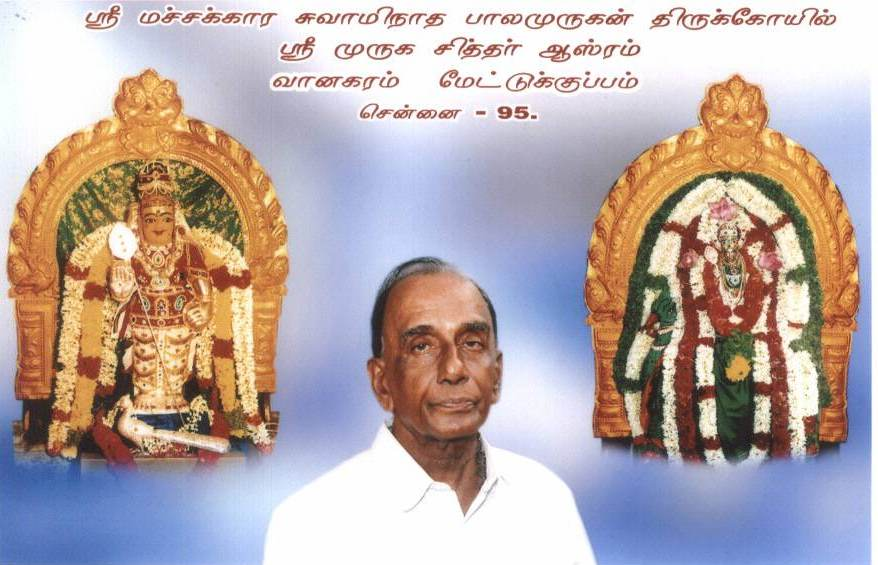 ஸ்ரீ மச்சக்கார சுவாமிநாத பாலமுருகன் திருக்கோயில்
ஸ்ரீ முருக சித்தர் ஆஸ்ரம்
வானகரம் மேட்டுக்குப்பம்
சென்னை - 95.